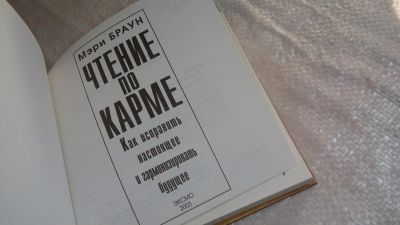 Мэри БРАУН
ЧТЕНИЕ
ПО
КАРМЕ
Как исправить
настоящее
и гармонизировать
будущее
ЭКСМО
2003